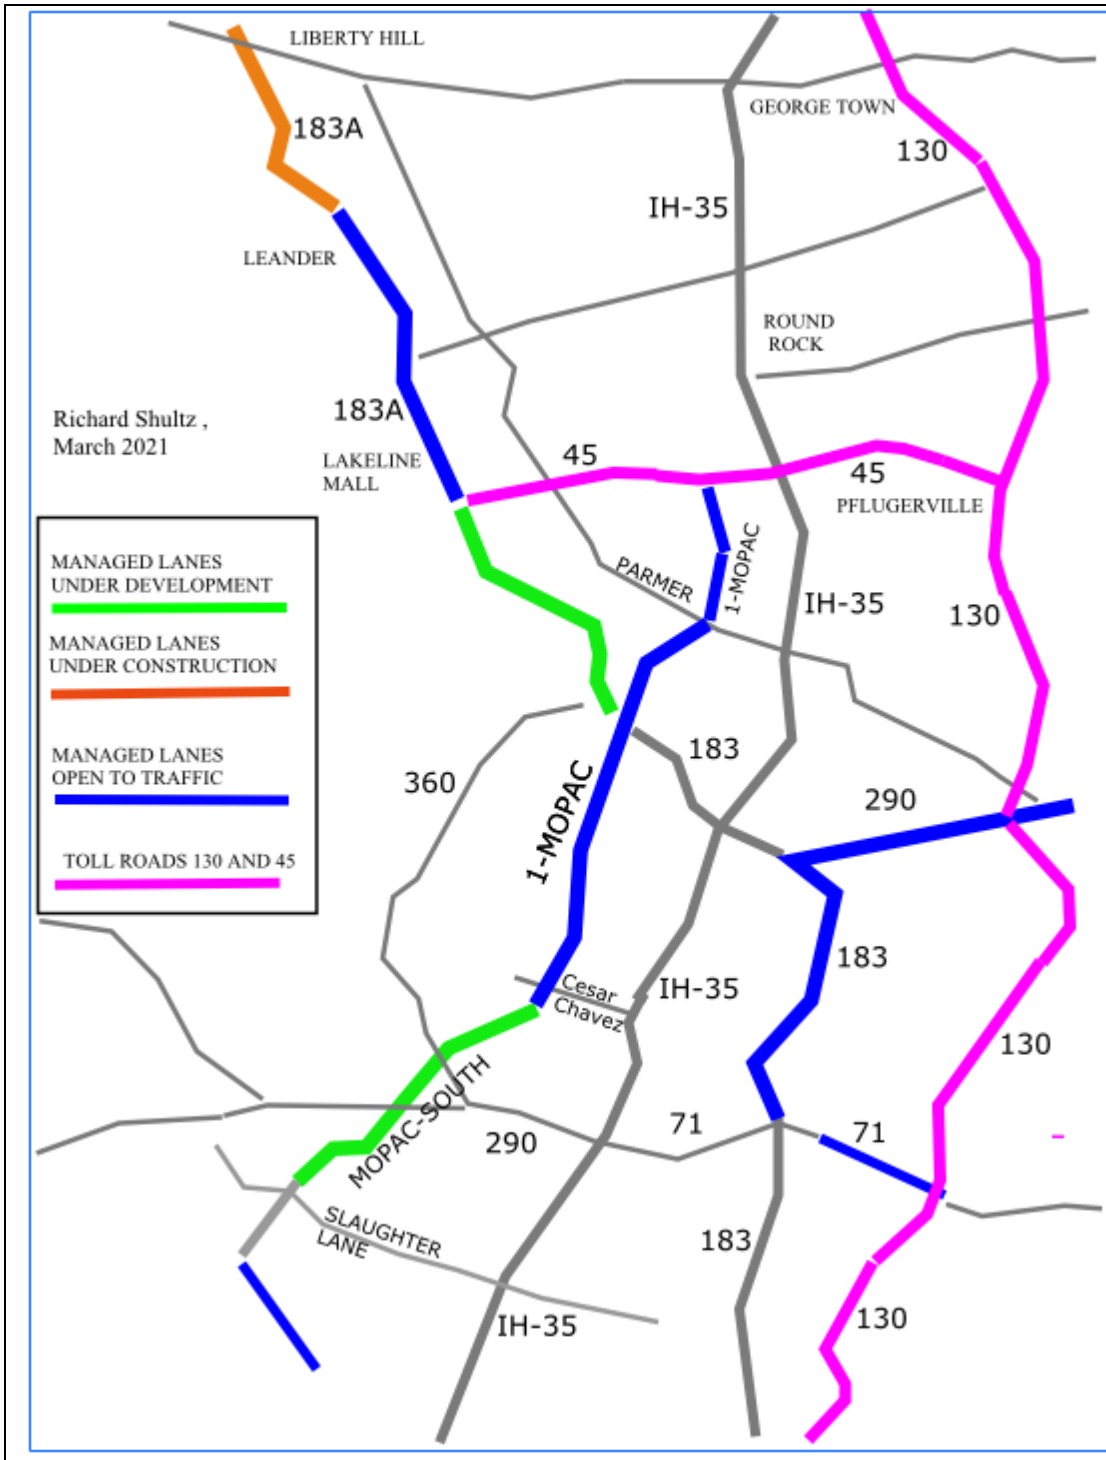 LIBERTY HILL
183A
GEORGE TOWN
130
IH-35
LEANDER
ROUND
ROCK
183A
Richard Shultz ,
March 2021
45
45
LAKELINE
MALL
PFLUGERVILLE
MANAGED LANES
UNDER DEVELOPMENT
MANAGED LANES
UNDER CONSTRUCTION
MANAGED LANES
OPEN TO TRAFFIC
TOLL ROADS 130 AND 45
PARMER
1-MOPAC
IH-35
130
183
360
1-MOPAC
290
183
Cesar
Chavez
IH-35
130
MOPAC-SOUTH
290
71
71
SLAUGHTER
LANE
183
IH-35
130